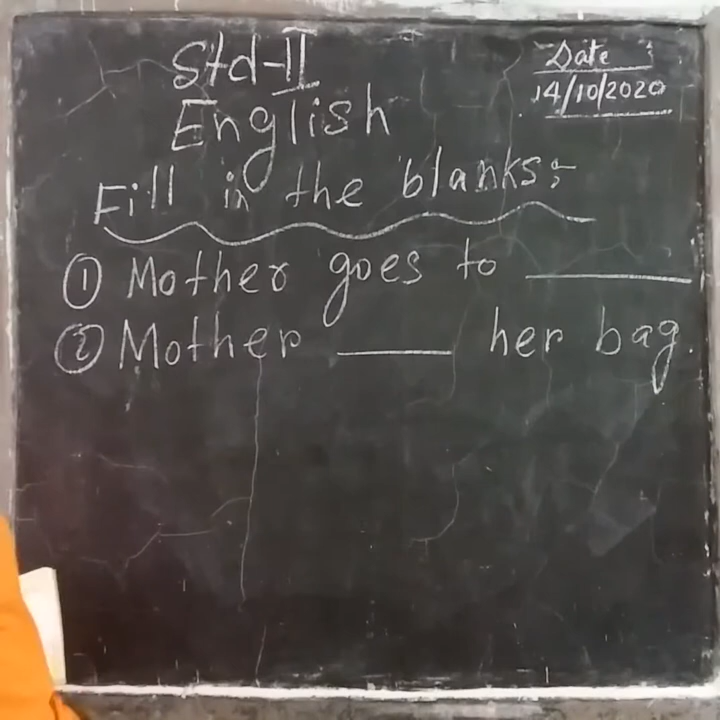 Std-II
Date :
14/10/2020
English
Fill in the blanks:-
① Mother goes to ________
② Mother ______ her bag.